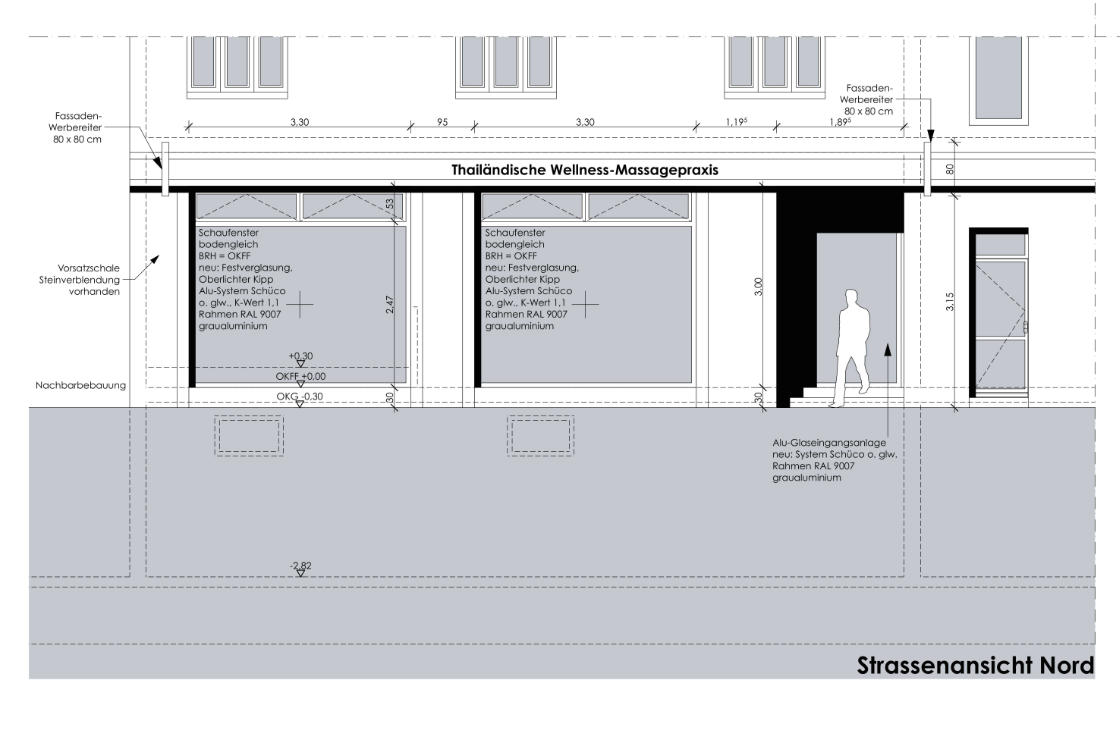 Fassaden-
Werbereiter
80 x 80 cm
Fassaden-
Werbereiter
80 x 80 cm
3,30
95
3,30
1,19⁵
1,89⁵
80
Thailändische Wellness-Massagepraxis
53
Schaufenster
bodengleich
BRH = OKFF
neu: Festverglasung,
Oberlichter Kipp
Alu-System Schüco
o. glw., K-Wert 1,1
Rahmen RAL 9007
graualuminium
Schaufenster
bodengleich
BRH = OKFF
neu: Festverglasung,
Oberlichter Kipp
Alu-System Schüco
o. glw., K-Wert 1,1
Rahmen RAL 9007
graualuminium
Vorsatzschale
Steinverblendung
vorhanden
2,47
3,00
3,15
+0,30
OKFF +0,00
Nachbarbebauung
OKG -0,30
30
30
Alu-Glaseingangsanlage
neu: System Schüco o. glw.
Rahmen RAL 9007
graualuminium
-2,82
Strassenansicht Nord